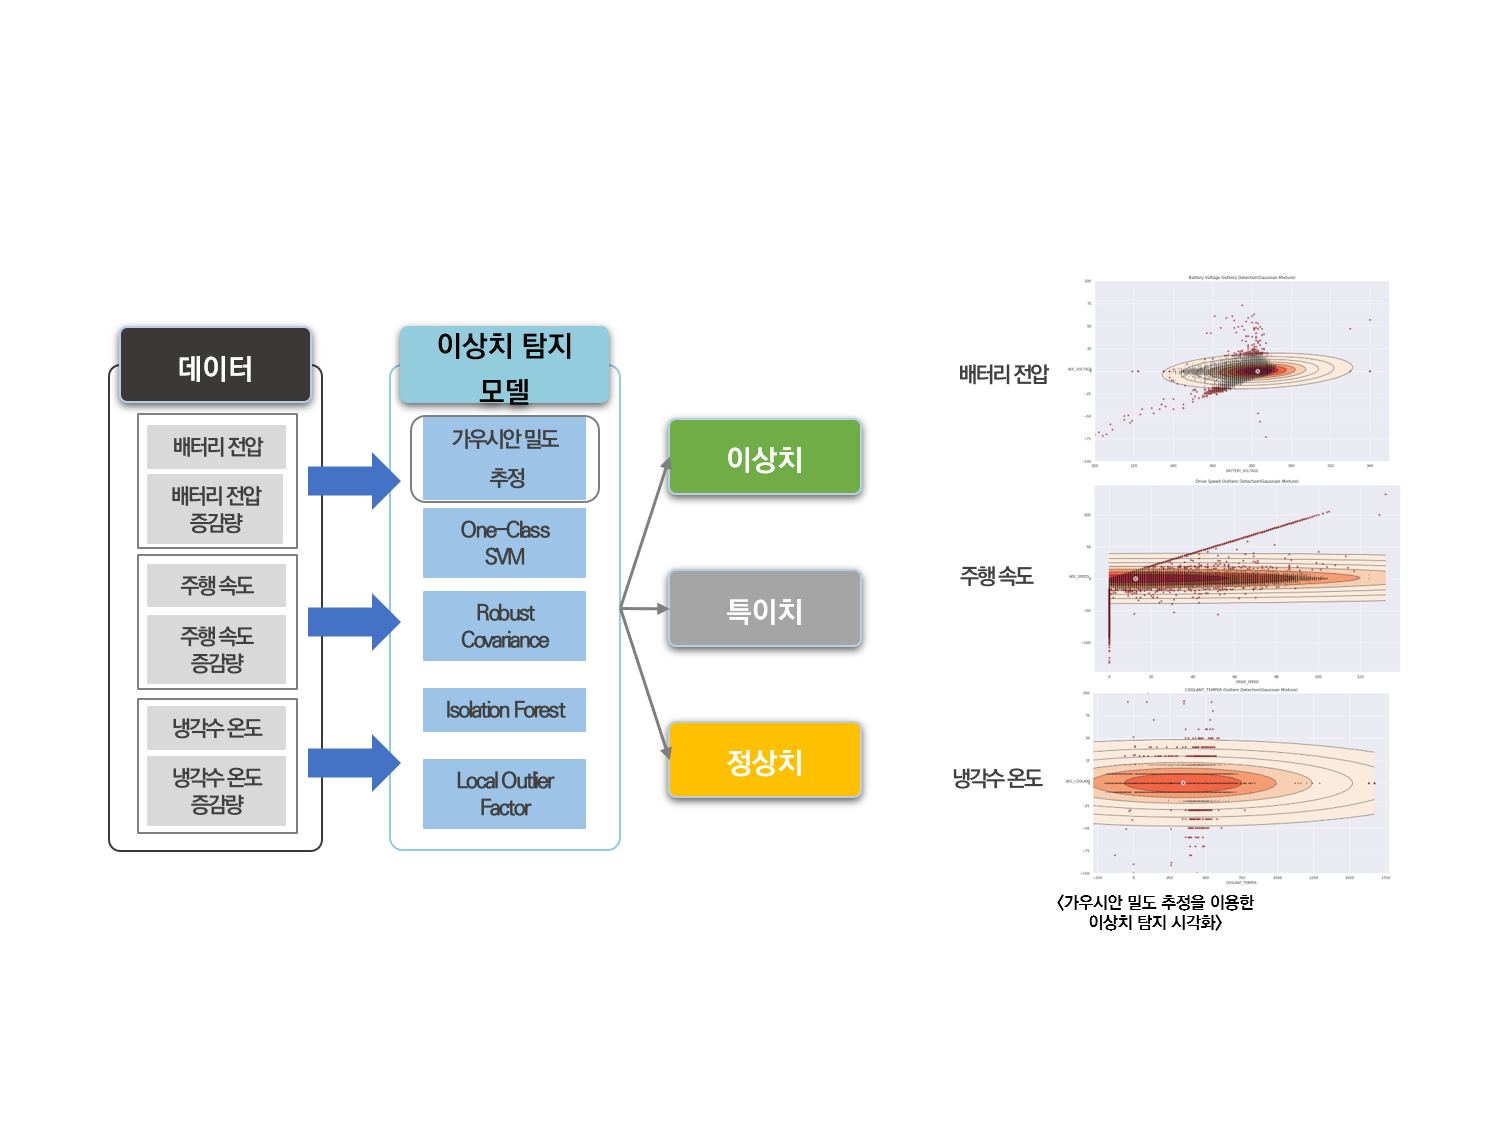 데이터
배터리 전압
배터리 전압
증감량
주행 속도
주행 속도
증감량
냉각수 온도
냉각수 온도
증감량
이상치 탐지
모델
가우시안 밀도
추정
One-Class
SVM
Robust
Covariance
Isolation Forest
Local Outlier
Factor
이상치
특이치
정상치
배터리 전압
Battery Voltage Outliers Detection(Gaussian Mixture)
BATTERY_VOLTAGE
주행 속도
Drive Speed Outliers Detection(Gaussian Mixture)
DRIVE_SPEED
냉각수 온도
COOLANT_TEMPER Outliers Detection(Gaussian Mixture)
COOLANT_TEMPER
<가우시안 밀도 추정을 이용한
이상치 탐지 시각화>